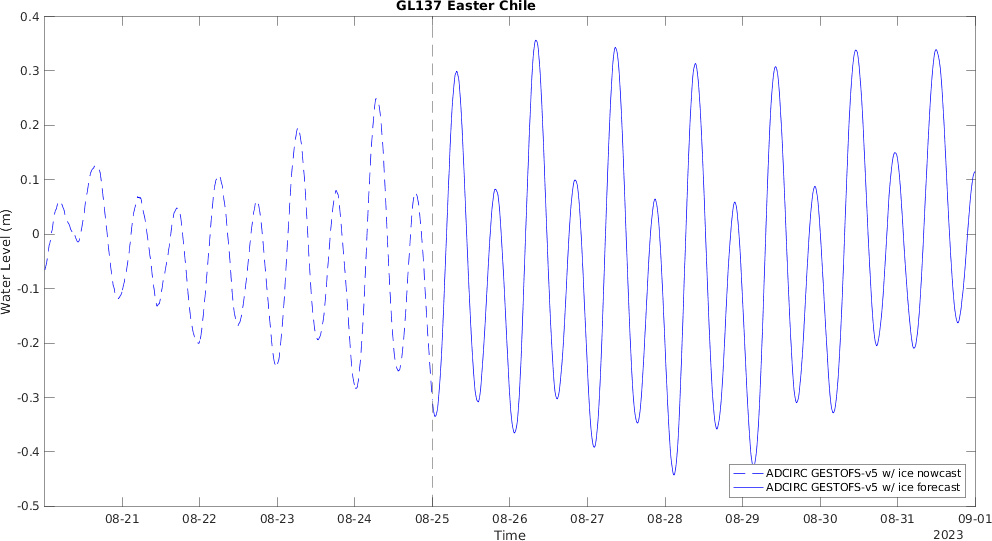 GL137 Easter Chile
0.4
0.3
0.2
0.1
0
-0.1
-0.2
-0.3
-0.4
-0.5
Water Level (m)
ADCIRC GESTOFS-v5 w/ ice nowcast
ADCIRC GESTOFS-v5 w/ ice forecast
08-21 08-22 08-23 08-24 08-25 08-26 08-27 08-28 08-29 08-30 08-31 09-01
Time
2023